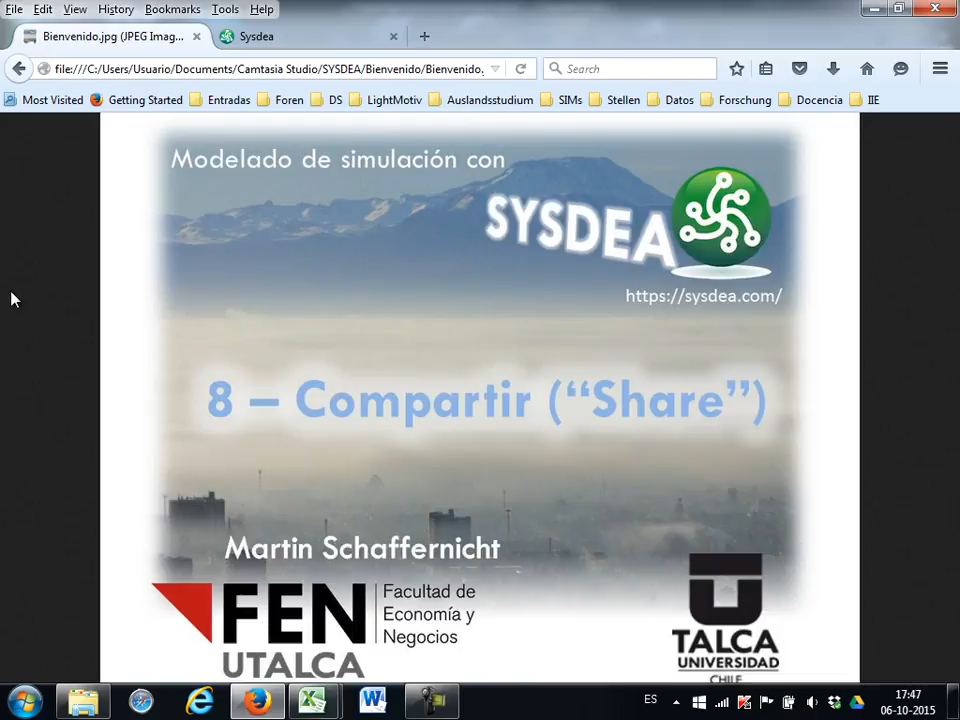 File Edit View History Bookmarks Tools Help
Bienvenido.jpg (JPEG Imag... Sysdea
file:///C:/Users/Usuario/Documents/Camtasia Studio/SYSDEA/Bienvenido/Bienvenido. Search
Most Visited Getting Started Entradas Foren DS LightMotiv Auslandsstudium SIMs Stellen Datos Forschung Docencia IIE
Modelado de simulación con
SYSDEA
https://sysdea.com/
8 – Compartir (“Share”)
Martin Schaffernicht
FEN
UTALCA
Facultad de
Economía y
Negocios
TALCA
UNIVERSIDAD
CHILE
ES
17:47
06-10-2015